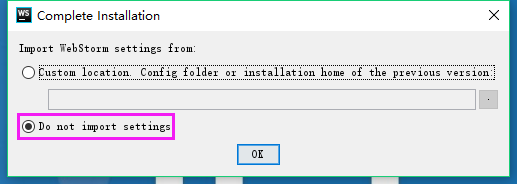 WS Complete Installation
Import WebStorm settings from:
Custom location. Config folder or installation home of the previous version:
.
Do not import settings
OK